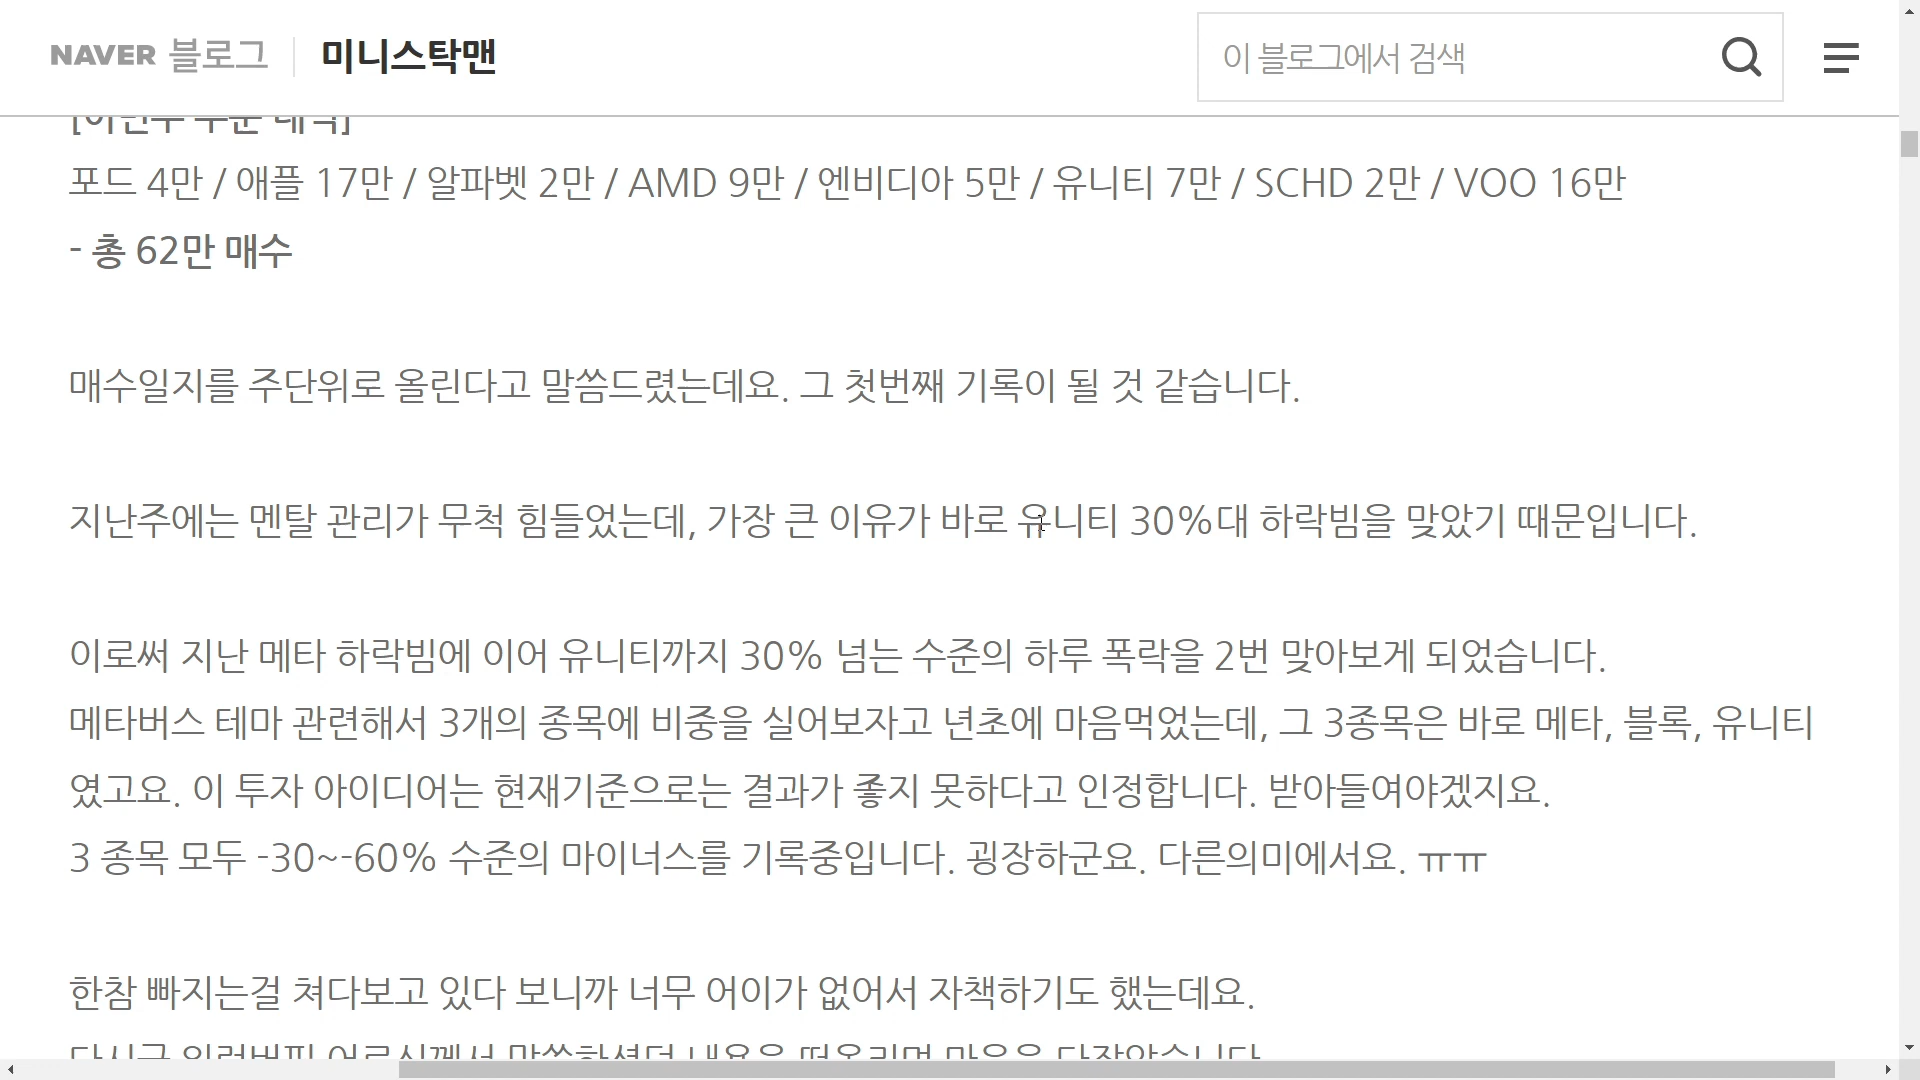 NAVER 블로그
미니스탁맨
이 블로그에서 검색
포드 4만 / 애플 17만 / 알파벳 2만 / AMD 9만 / 엔비디아 5만 / 유니티 7만 / SCHD 2만 / VOO 16만
- 총 62만 매수
매수일지를 주단위로 올린다고 말씀드렸는데요. 그 첫번째 기록이 될 것 같습니다.
지난주에는 멘탈 관리가 무척 힘들었는데, 가장 큰 이유가 바로 유니티 30%대 하락빔을 맞았기 때문입니다.
이로써 지난 메타 하락빔에 이어 유니티까지 30% 넘는 수준의 하루 폭락을 2번 맞아보게 되었습니다.
메타버스 테마 관련해서 3개의 종목에 비중을 실어보자고 년초에 마음먹었는데, 그 3종목은 바로 메타, 블록, 유니티
였고요. 이 투자 아이디어는 현재기준으로는 결과가 좋지 못하다고 인정합니다. 받아들여야겠지요.
3 종목 모두 -30~-60% 수준의 마이너스를 기록중입니다. 굉장하군요. 다른의미에서요. ㅠㅠ
한참 빠지는걸 쳐다보고 있다 보니까 너무 어이가 없어서 자책하기도 했는데요.